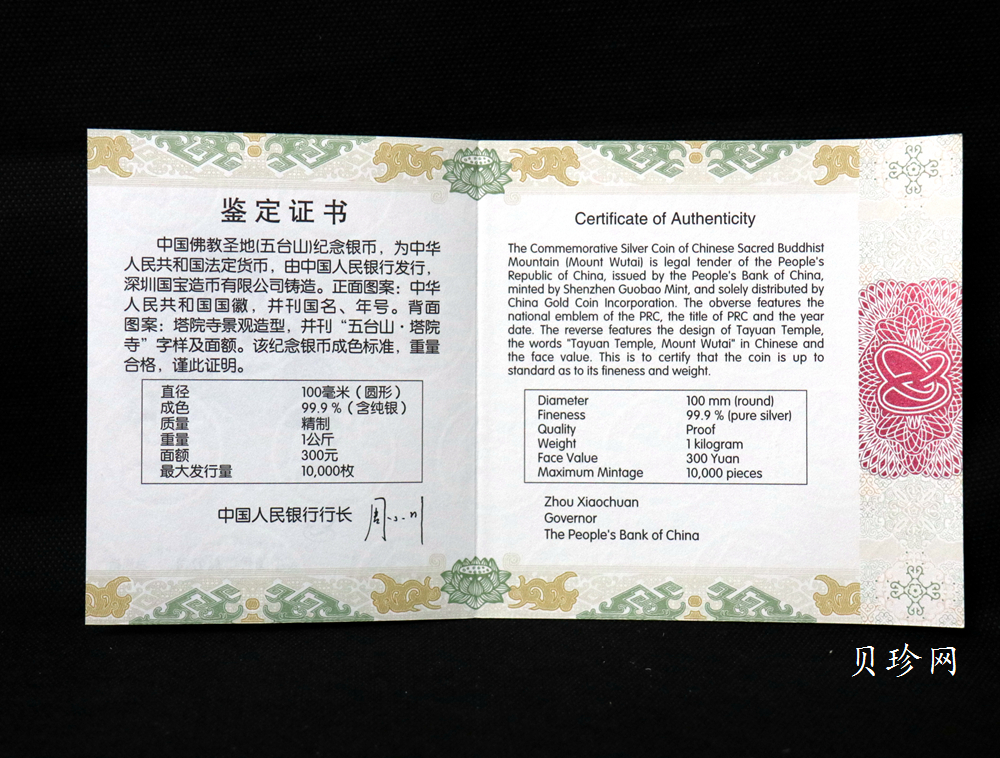 鉴定证书
中国佛教圣地(五台山)纪念银币，为中华
人民共和国法定货币，由中国人民银行发行，
深圳国宝造币有限公司铸造。正面图案：中华
人民共和国国徽，并刊国名、年号。背面
图案：塔院寺景观造型，并刊“五台山·塔院
寺”字样及面额。该纪念银币成色标准，重量
合格，谨此证明。
直径 100毫米（圆形）
成色 99.9％（含纯银）
质量 精制
重量 1公斤
面额 300元
最大发行量 10,000枚
中国人民银行行长 周小川
Certificate of Authenticity
The Commemorative Silver Coin of Chinese Sacred Buddhist
Mountain (Mount Wutai) is legal tender of the People's
Republic of China, issued by the People's Bank of China,
minted by Shenzhen Guobao Mint, and solely distributed by
China Gold Coin Incorporation. The obverse features the
national emblem of the PRC, the title of PRC and the year
date. The reverse features the design of Tayuan Temple,
the words "Tayuan Temple, Mount Wutai" in Chinese and
the face value. This is to certify that the coin is up to
standard as to its fineness and weight.
Diameter 100 mm (round)
Fineness 99.9 % (pure silver)
Quality Proof
Weight 1 kilogram
Face Value 300 Yuan
Maximum Mintage 10,000 pieces
Zhou Xiaochuan
Governor
The People's Bank of China
贝珍网